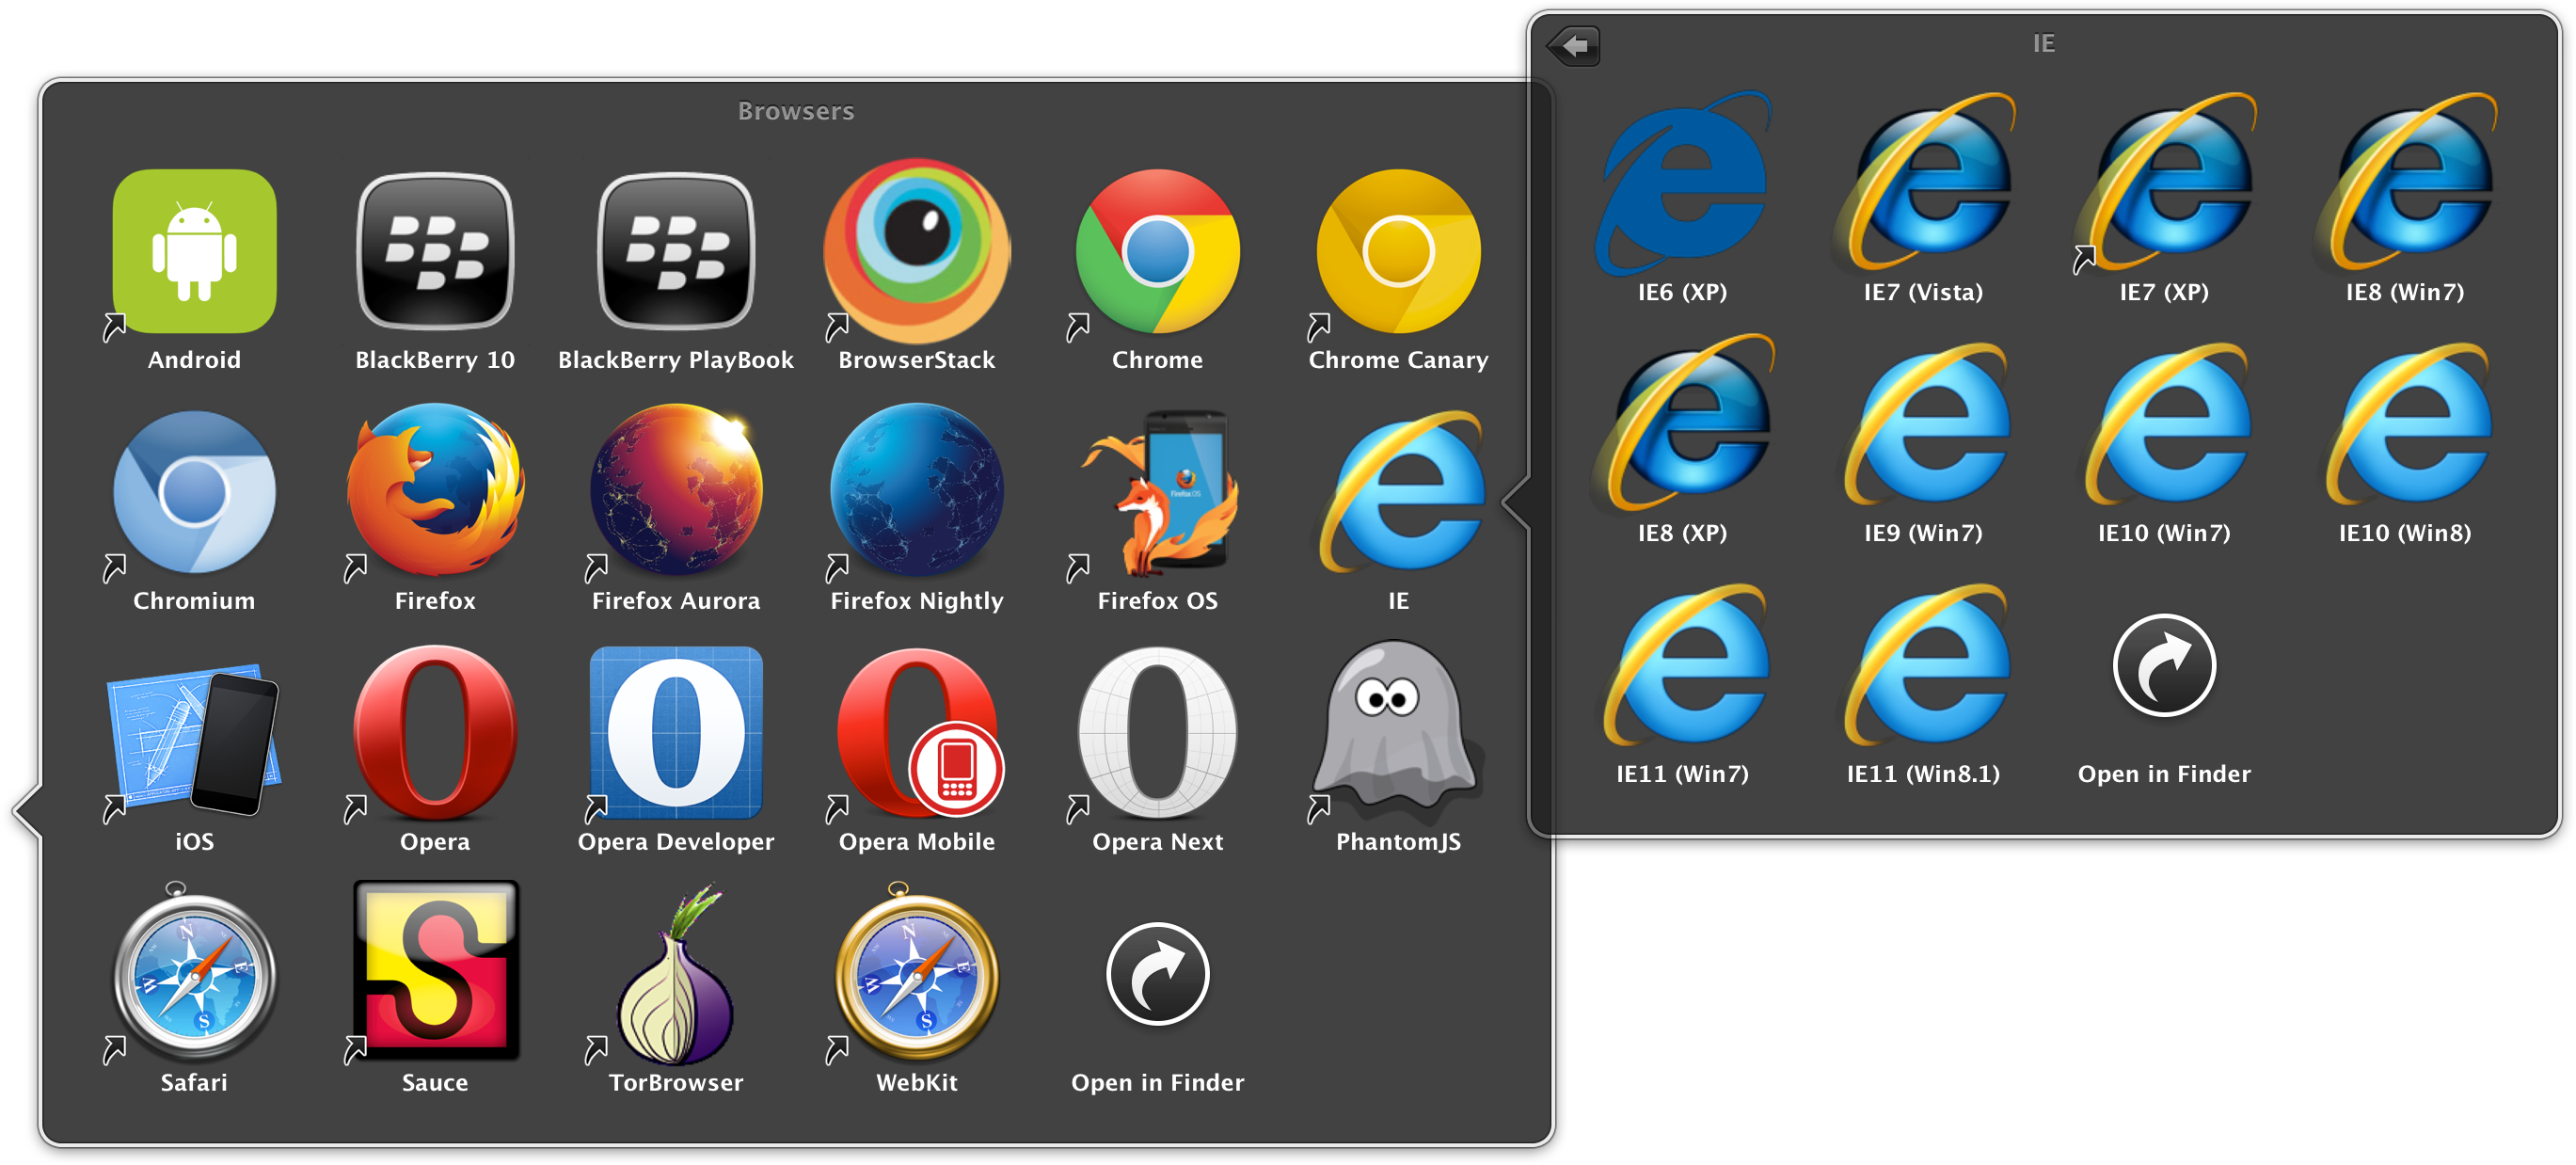 Browsers
Android
BlackBerry 10
BlackBerry PlayBook
BrowserStack
Chrome
Chrome Canary
Chromium
Firefox
Firefox Aurora
Firefox Nightly
Firefox OS
IE
iOS
Opera
Opera Developer
Opera Mobile
Opera Next
PhantomJS
Safari
Sauce
TorBrowser
WebKit
Open in Finder
IE
IE6 (XP)
IE7 (Vista)
IE7 (XP)
IE8 (Win7)
IE8 (XP)
IE9 (Win7)
IE10 (Win7)
IE10 (Win8)
IE11 (Win7)
IE11 (Win8.1)
Open in Finder